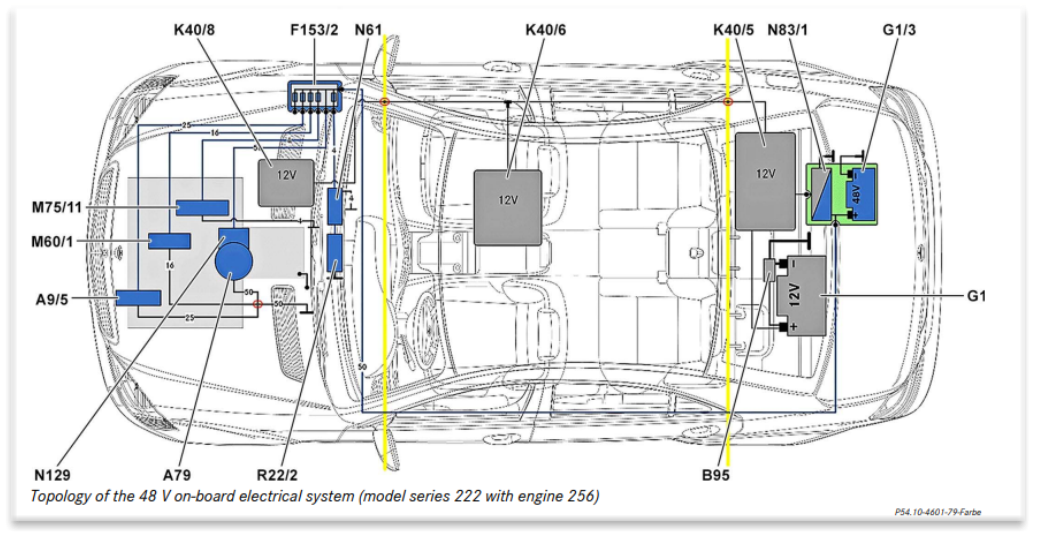 K40/8 F153/2 N61 K40/6 K40/5 N83/1 G1/3
25
16
5
4
12V
12V
12V
48V
M75/11
4
1
M60/1
16
A9/5
50
50
25
12V
G1
50
N129 A79 R22/2 B95
Topology of the 48 V on-board electrical system (model series 222 with engine 256)
P54.10-4601-79-Farbe